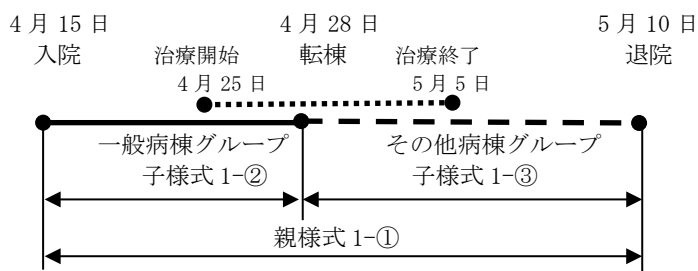 4 月 15 日
4 月 28 日
5 月 10 日
入院
治療開始
転棟
治療終了
退院
4 月 25 日
5 月 5 日
一般病棟グループ
その他病棟グループ
子様式 1-②
子様式 1-③
親様式 1-①